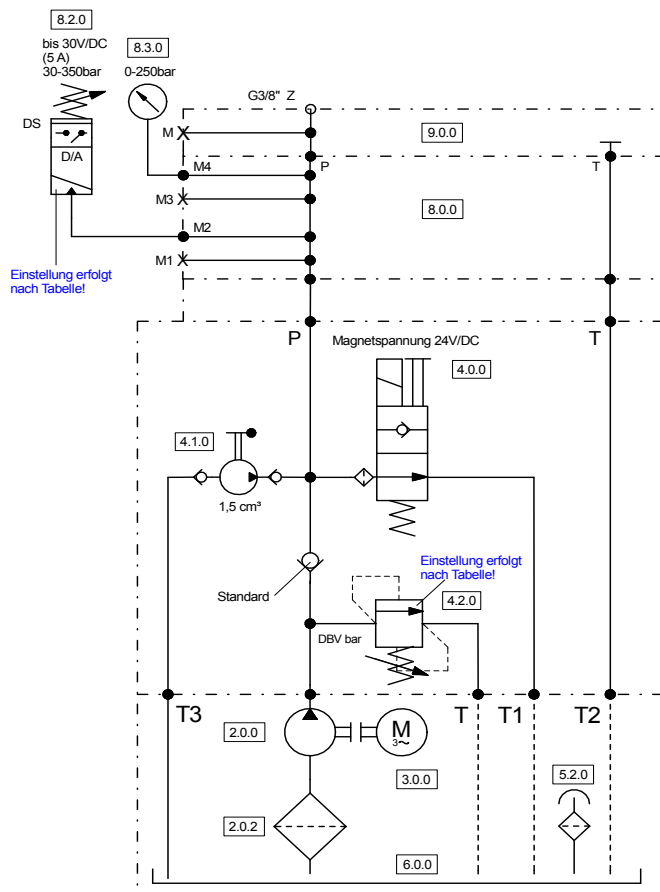 8.2.0
bis 30V/DC
(5 A)
30-350bar
8.3.0
0-250bar
G3/8" Z
DS
D/A
M
9.0.0
M4
P
T
M3
8.0.0
M2
M1
Einstellung erfolgt
nach Tabelle!
P
Magnetspannung 24V/DC
T
4.0.0
4.1.0
1,5 cm³
Standard
Einstellung erfolgt
nach Tabelle!
4.2.0
DBV bar
T3
T
T1
T2
2.0.0
M
3~
3.0.0
5.2.0
2.0.2
6.0.0